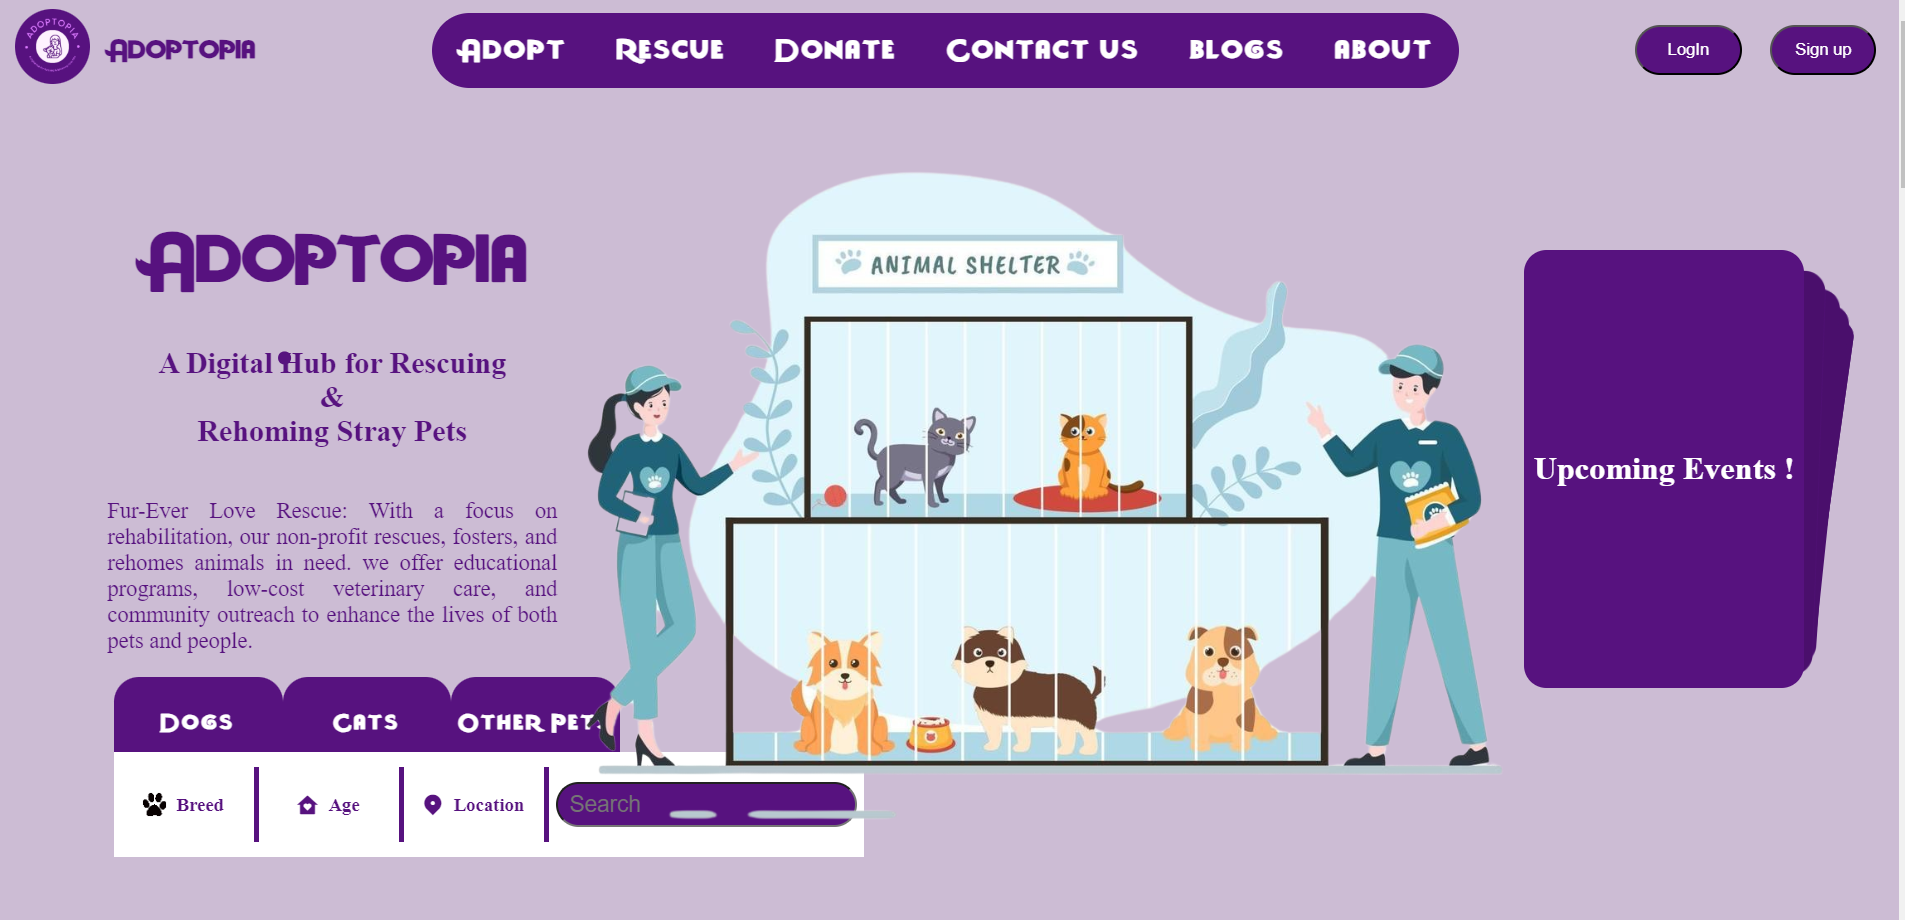 ADOPTOPIA
Adoptopia
Adopt Rescue Donate Contact us blogs about
LogIn
Sign up
Adoptopia
A Digital Hub for Rescuing
&
Rehoming Stray Pets
Fur-Ever Love Rescue: With a focus on
rehabilitation, our non-profit rescues, fosters, and
rehomes animals in need. we offer educational
programs, low-cost veterinary care, and
community outreach to enhance the lives of both
pets and people.
ANIMAL SHELTER
Upcoming Events !
Dogs
Cats
Other Pets
Breed
Age
Location
Search